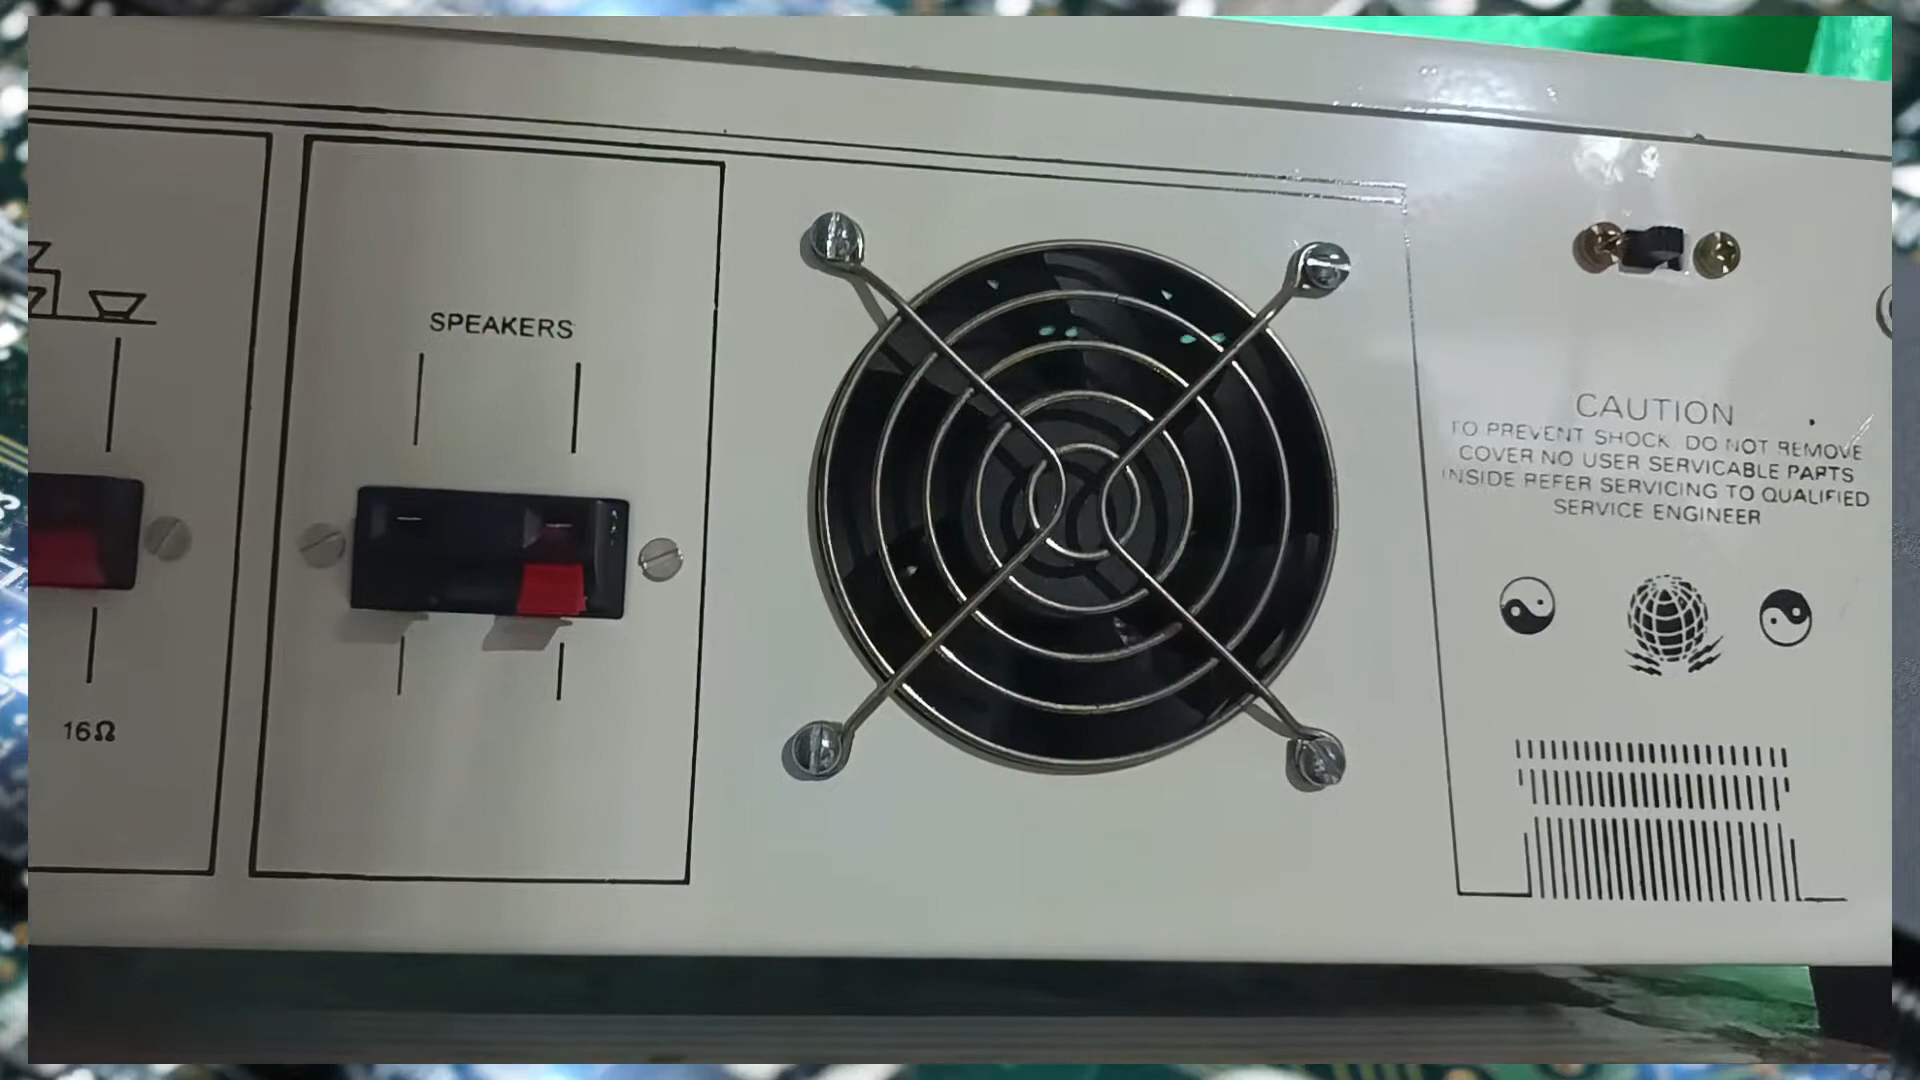 SPEAKERS
16Ω
CAUTION
TO PREVENT SHOCK. DO NOT REMOVE
COVER NO USER SERVICABLE PARTS
INSIDE REFER SERVICING TO QUALIFIED
SERVICE ENGINEER